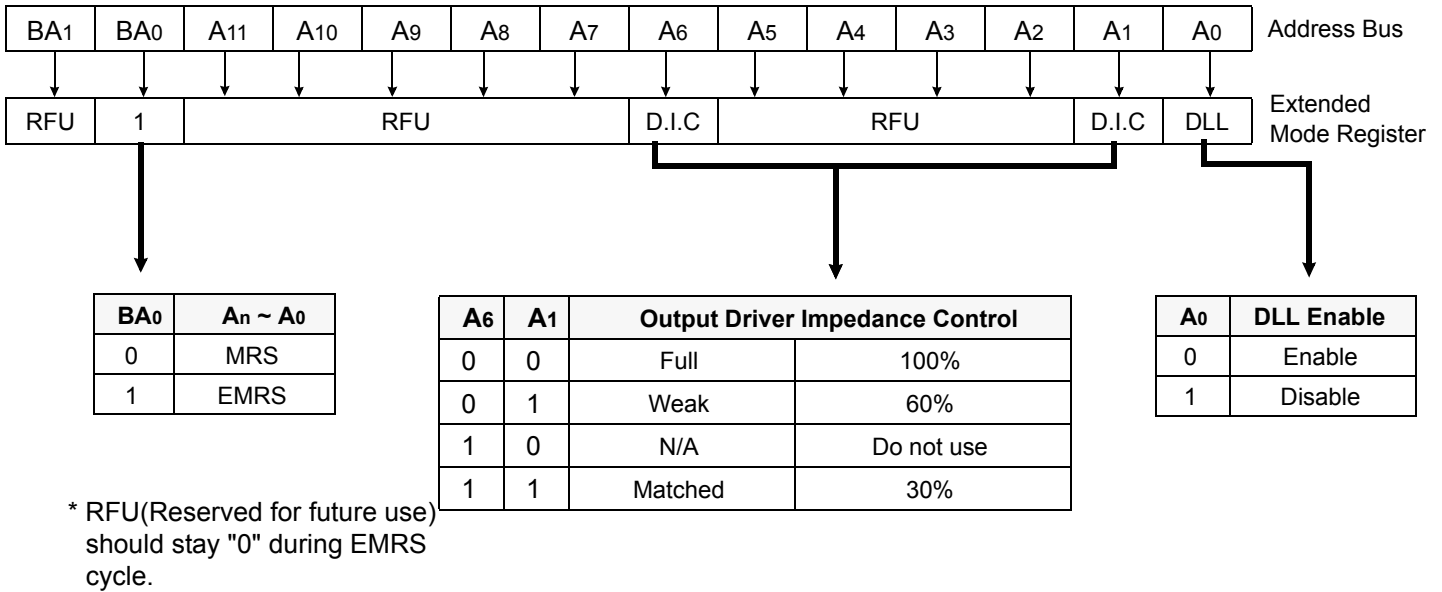 BA1 BA0 A11 A10 A9 A8 A7 A6 A5 A4 A3 A2 A1 A0 Address Bus
RFU 1 RFU D.I.C RFU D.I.C DLL Extended
Mode Register
BA0 An ~ A0
0 MRS
1 EMRS
A6 A1 Output Driver Impedance Control
0 0 Full 100%
0 1 Weak 60%
1 0 N/A Do not use
1 1 Matched 30%
A0 DLL Enable
0 Enable
1 Disable
* RFU(Reserved for future use)
should stay "0" during EMRS
cycle.